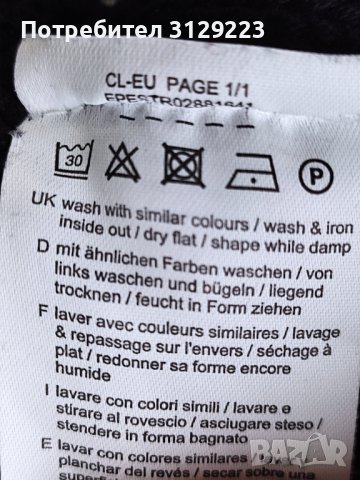 Потребител 3129223
CL-EU PAGE 1/1
30
P
UK wash with similar colours / wash & iron
inside out / dry flat / shape while damp
D mit ähnlichen Farben waschen / von
links waschen und bügeln / liegend
trocknen / feucht in Form ziehen
F laver avec couleurs similaires / lavage
& repassage sur l'envers / séchage à
plat / redonner sa forme encore
humide
I lavare con colori simili / lavare e
stirare al rovescio / asciugare steso /
stendere in forma bagnato
E lavar con colores similares
planchar del revés / secar sobre una
BAZAR